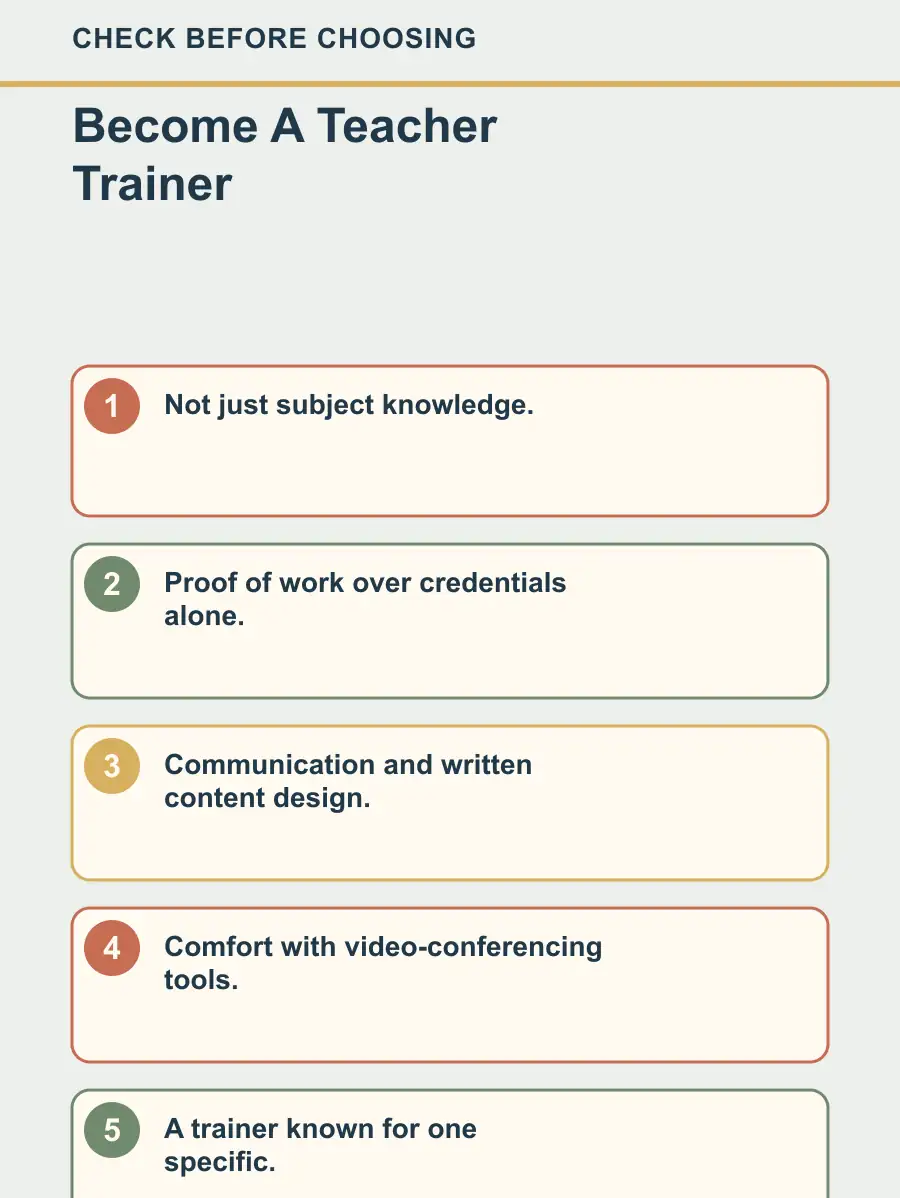 CHECK BEFORE CHOOSING
Become A Teacher
Trainer
1
Not just subject knowledge.
2
Proof of work over credentials
alone.
3
Communication and written
content design.
4
Comfort with video-conferencing
tools.
5
A trainer known for one
specific.